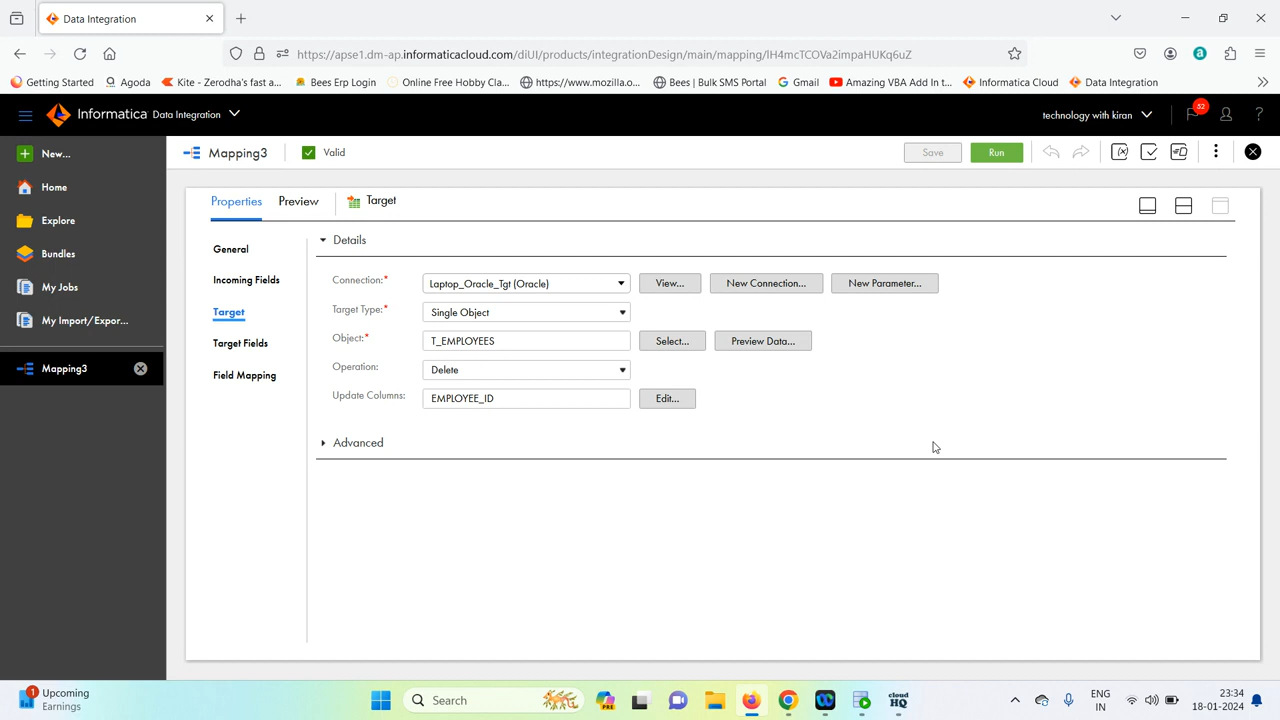 Data Integration
https://apse1.dm-ap.informaticacloud.com/diUI/products/integrationDesign/main/mapping/lH4mcTCOVa2impaHUKq6uZ
Getting Started
Agoda
Kite - Zerodha's fast a...
Bees Erp Login
Online Free Hobby Cla...
https://www.mozilla.o...
Bees | Bulk SMS Portal
Gmail
Amazing VBA Add In t...
Informatica Cloud
Data Integration
Informatica Data Integration
technology with kiran
52
New...
Mapping3
Valid
Save
Run
Home
Explore
Bundles
My Jobs
My Import/Expor...
Mapping3
Properties
Preview
Target
General
Incoming Fields
Target
Target Fields
Field Mapping
Details
Connection:*
Laptop_Oracle_Tgt (Oracle)
View...
New Connection...
New Parameter...
Target Type:*
Single Object
Object:*
T_EMPLOYEES
Select...
Preview Data...
Operation:
Delete
Update Columns:
EMPLOYEE_ID
Edit...
Advanced
1
Upcoming
Earnings
Search
PRE
cloud
HQ
ENG
IN
23:34
18-01-2024